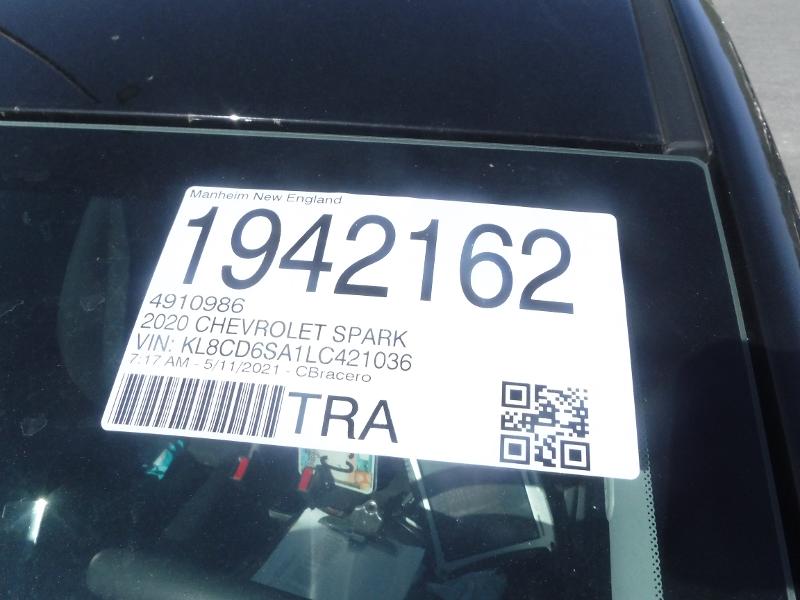 Manheim New England
1942162
4910986
2020 CHEVROLET SPARK
VIN: KL8CD6SA1LC421036
7:17 AM - 5/11/2021 - CBracero
TRA